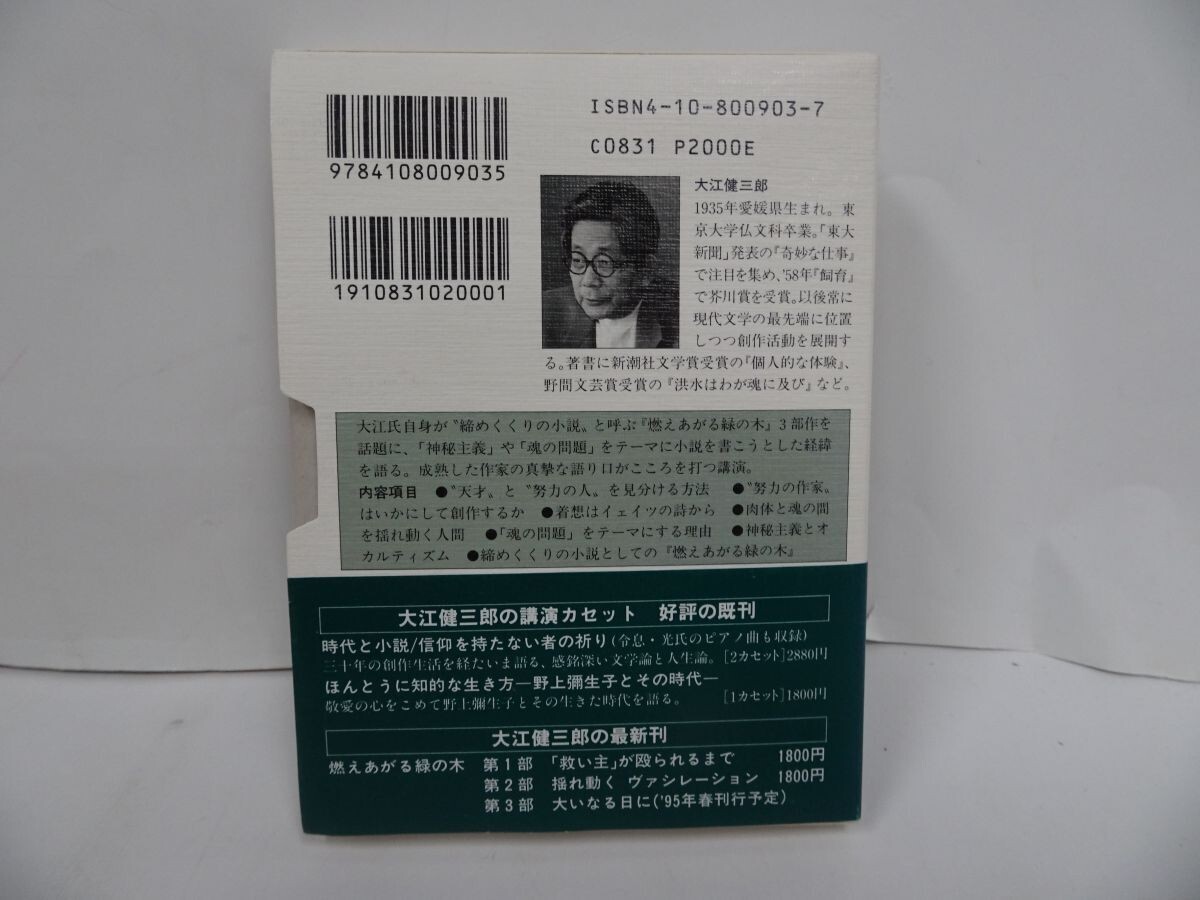 ISBN4-10-800903-7
C0831 P2000E
9784108009035
1910831020001
大江健三郎
1935年愛媛県生まれ。東
京大学仏文科卒業。「東大
新聞」発表の『奇妙な仕事』
で注目を集め、'58年『飼育』
で芥川賞を受賞。以後常に
現代文学の最先端に位置
しつつ創作活動を展開す
る。著書に新潮社文学賞受賞の『個人的な体験』、
野間文芸賞受賞の『洪水はわが魂に及び』など。
大江氏自身が〝締めくくりの小説〟と呼ぶ『燃えあがる緑の木』3部作を
話題に、「神秘主義」や「魂の問題」をテーマに小説を書こうとした経緯
を語る。成熟した作家の真摯な語り口がこころを打つ講演。
内容項目 ●〝天才〟と〝努力の人〟を見分ける方法 ●〝努力の作家〟
はいかにして創作するか ●着想はイェイツの詩から ●肉体と魂の間
を揺れ動く人間 ●「魂の問題」をテーマにする理由 ●神秘主義とオ
カルティズム ●締めくくりの小説としての『燃えあがる緑の木』
大江健三郎の講演カセット 好評の既刊
時代と小説/信仰を持たない者の祈り(令息・光氏のピアノ曲も収録)
三十年の創作生活を経たいま語る、感銘深い文学論と人生論。[2カセット]2880円
ほんとうに知的な生き方―野上彌生子とその時代―
敬愛の心をこめて野上彌生子とその生きた時代を語る。 [1カセット]1800円
大江健三郎の最新刊
燃えあがる緑の木 第1部 「救い主」が殴られるまで 1800円
第2部 揺れ動く ヴァシレーション 1800円
第3部 大いなる日に('95年春刊行予定)